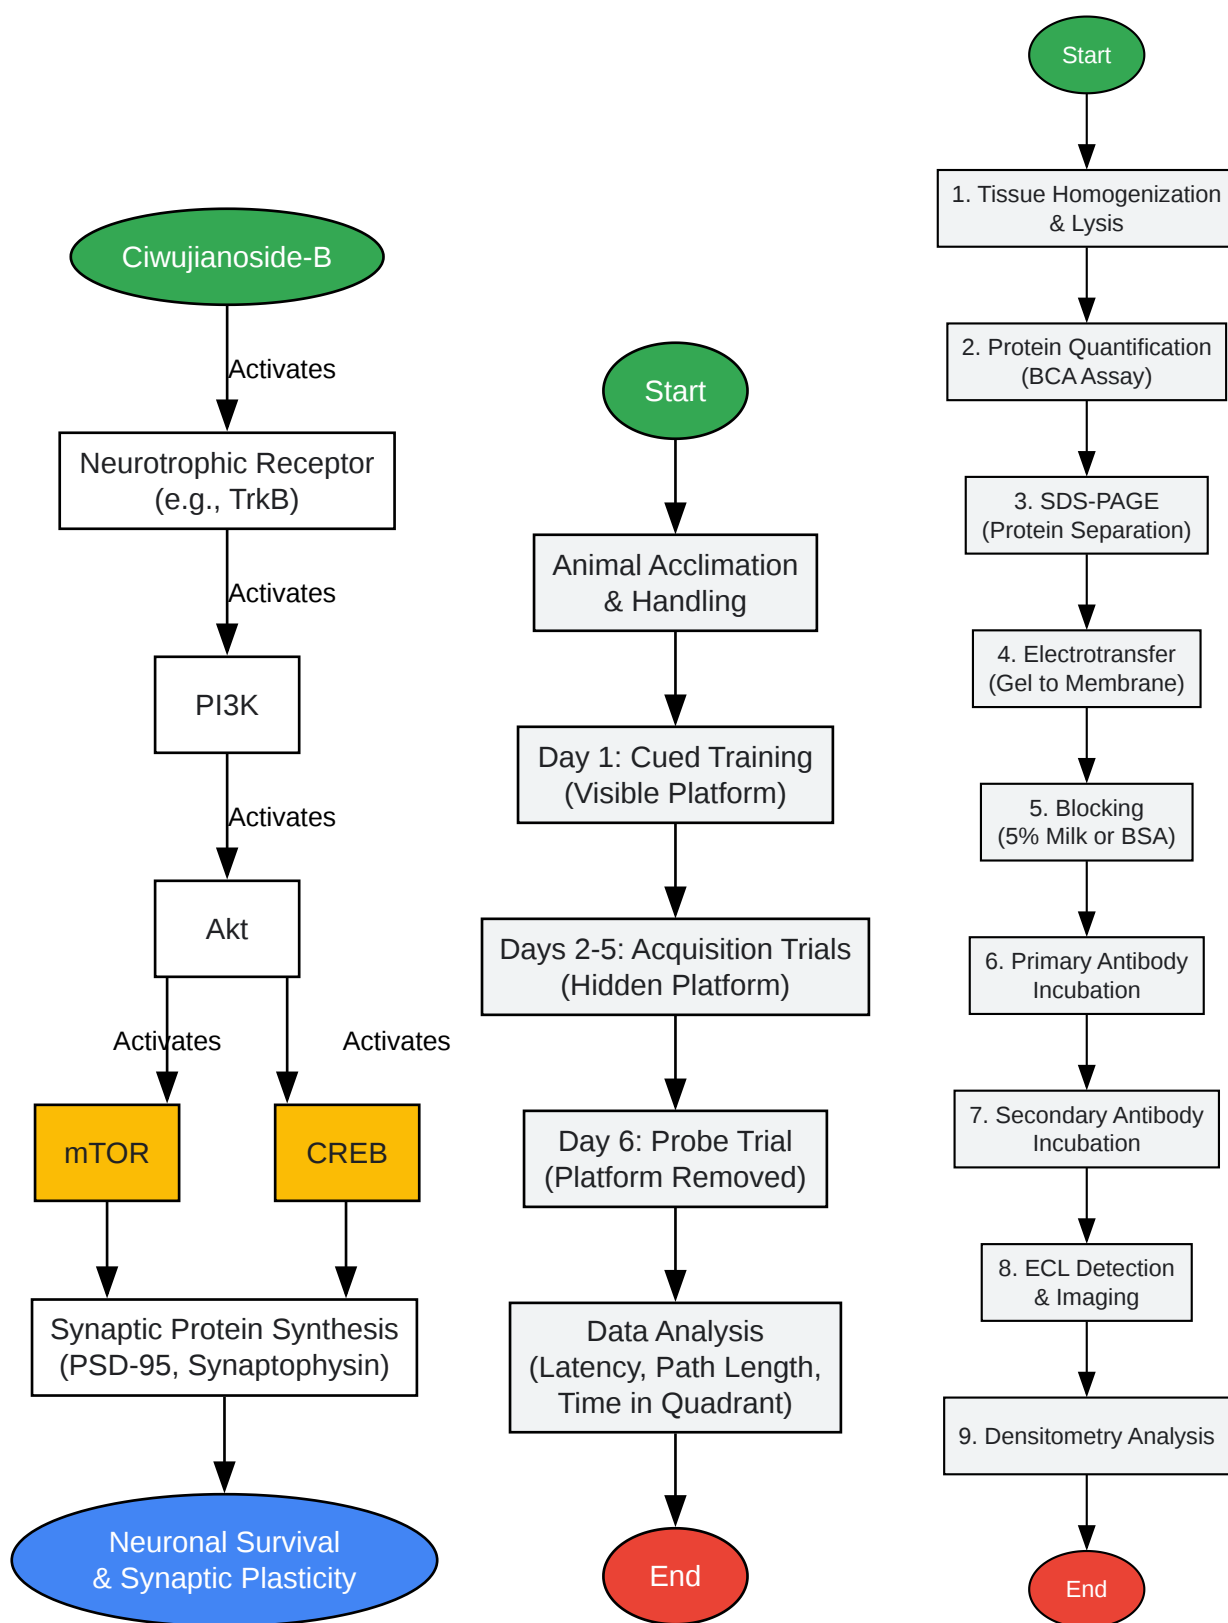 Ciwujianoside-B
Activates
Neurotrophic Receptor
(e.g., TrkB)
Activates
PI3K
Activates
Akt
Activates
Activates
mTOR
CREB
Synaptic Protein Synthesis
(PSD-95, Synaptophysin)
Neuronal Survival
& Synaptic Plasticity
Start
Animal Acclimation
& Handling
Day 1: Cued Training
(Visible Platform)
Days 2-5: Acquisition Trials
(Hidden Platform)
Day 6: Probe Trial
(Platform Removed)
Data Analysis
(Latency, Path Length,
Time in Quadrant)
End
Start
1. Tissue Homogenization
& Lysis
2. Protein Quantification
(BCA Assay)
3. SDS-PAGE
(Protein Separation)
4. Electrotransfer
(Gel to Membrane)
5. Blocking
(5% Milk or BSA)
6. Primary Antibody
Incubation
7. Secondary Antibody
Incubation
8. ECL Detection
& Imaging
9. Densitometry Analysis
End